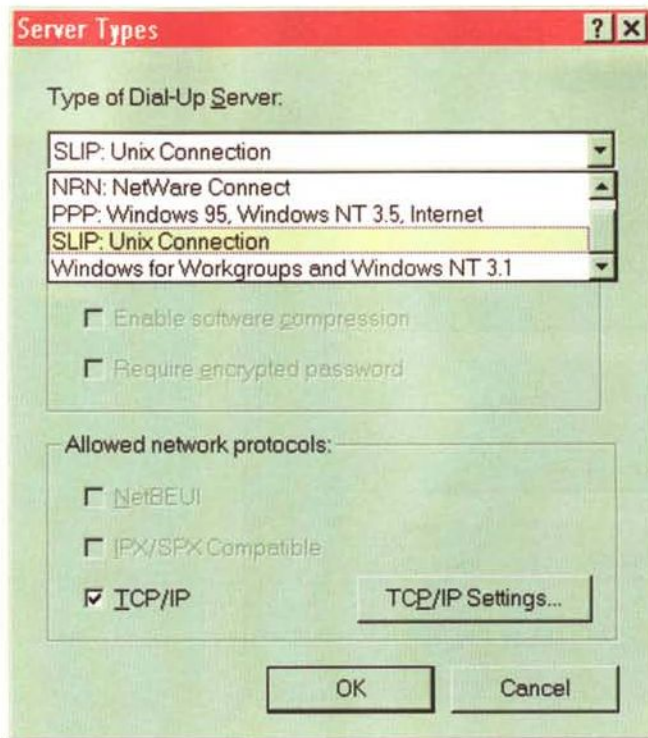 Server Types
Type of Dial-Up Server:
SLIP: Unix Connection
NRN: NetWare Connect
PPP: Windows 95, Windows NT 3.5, Internet
SLIP: Unix Connection
Windows for Workgroups and Windows NT 3.1
Enable software compression
Require encrypted password
Allowed network protocols:
NetBEUI
IPX/SPX Compatible
TCP/IP
TCP/IP Settings...
OK
Cancel